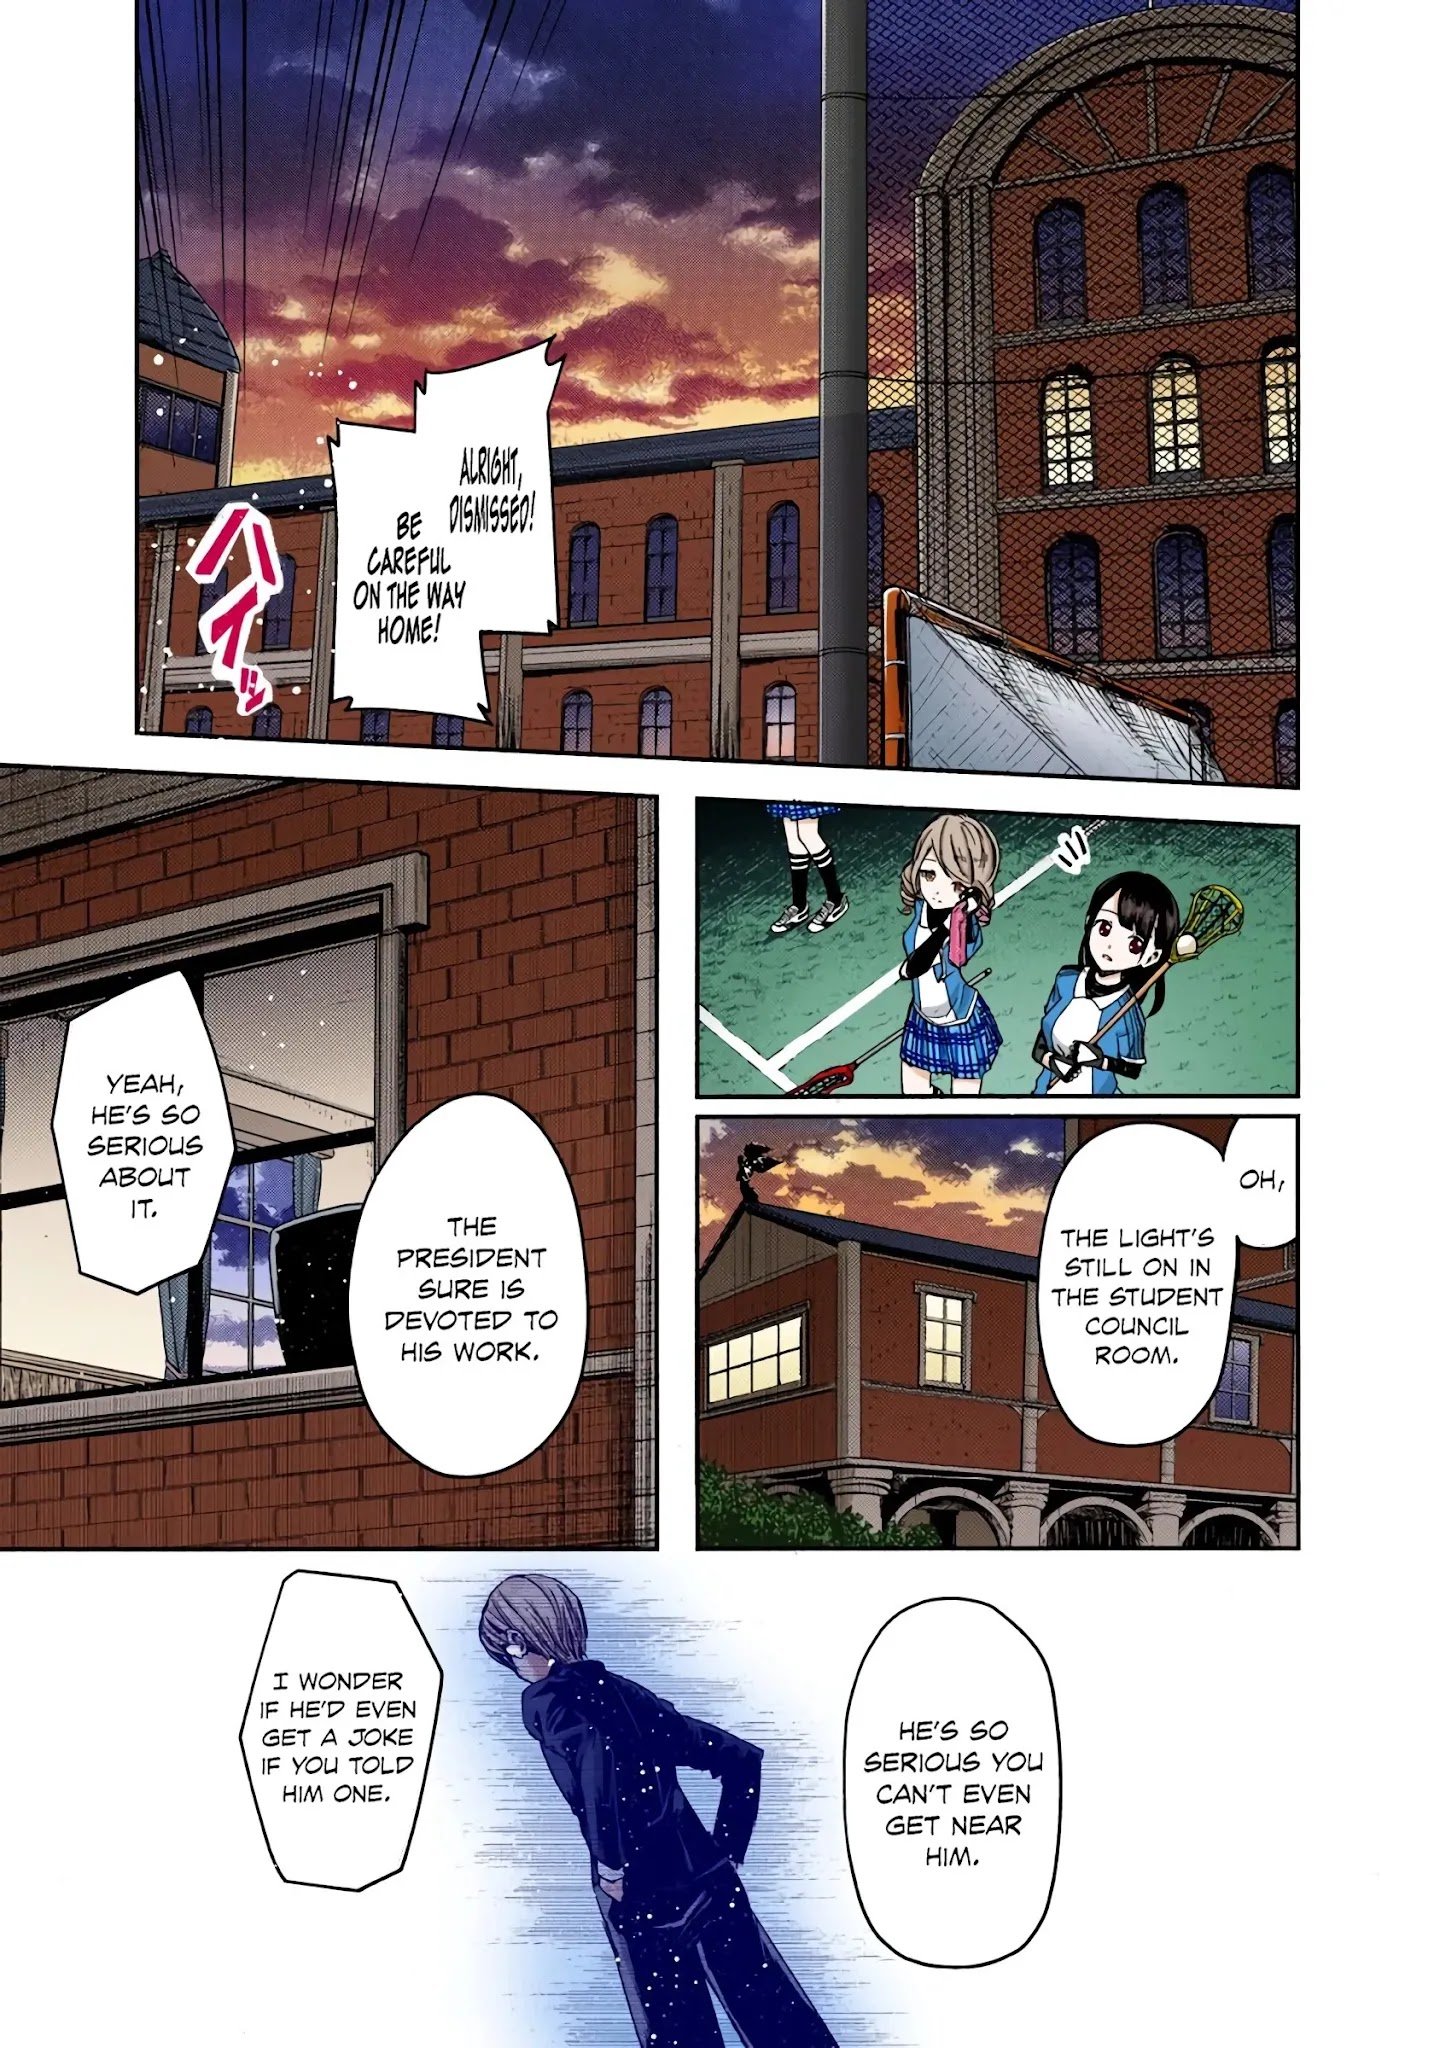 ALRIGHT,
DISMISSED!
BE
CAREFUL
ON THE WAY
HOME!
ハイッ
OH,
THE LIGHT'S
STILL ON IN
THE STUDENT
COUNCIL
ROOM.
THE
PRESIDENT
SURE IS
DEVOTED TO
HIS WORK.
YEAH,
HE'S SO
SERIOUS
ABOUT
IT.
HE'S SO
SERIOUS YOU
CAN'T EVEN
GET NEAR
HIM.
I WONDER
IF HE'D EVEN
GET A JOKE
IF YOU TOLD
HIM ONE.